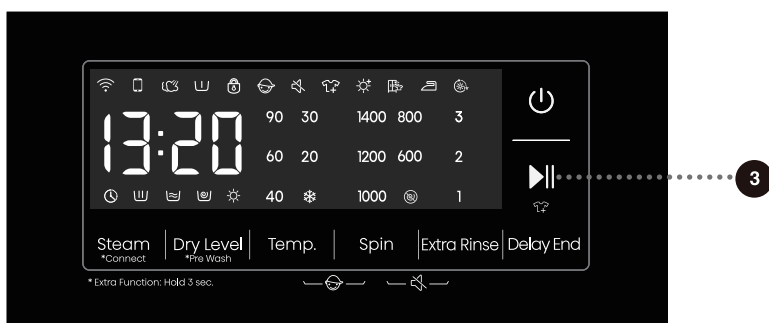 13:20
90 30 1400 800 3
60 20 1200 600 2
40 1000 1
3
Steam Dry Level Temp. Spin Extra Rinse Delay End
*Connect *Pre Wash
*Extra Function: Hold 3 sec.